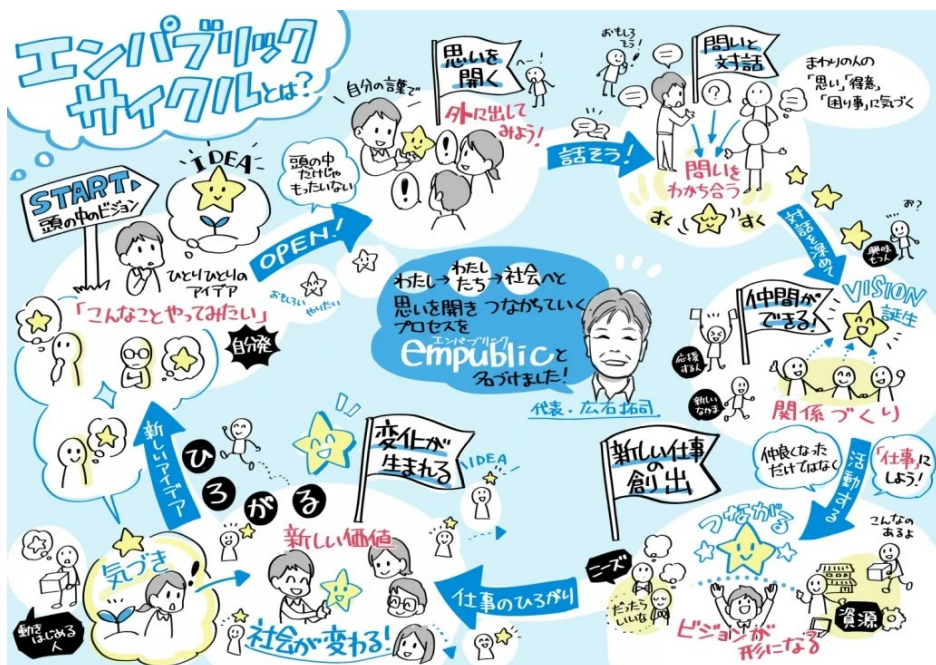 エンパブリック
サイクルとは?
START
頭の中のビジョン
IDEA
ひとりひとりの
アイデア
「こんなことやってみたい」
自分発
頭の中
だけじゃ
もったいない
OPEN!
おもしろい
やりたい
自分の言葉で
思いを
開く
外に出して
みよう!
話そう!
おもしろ
そう!
問いと
対話
まわりの人の
「思い」「得意」
「困り事」に気づく
問いを
わかち合う
すく
すく
対話を深めて
お?
興味
もつ人
仲間が
できる!
VISION
誕生
応援
する人
新しい
なかま
関係づくり
わたし→わたしたち→社会へと
思いを開き つながっていく
プロセスを
エンパブリック
empublicと
名づけました!
代表・広石拓司
仲良くなった
だけではなく
活動する
「仕事」に
しよう!
新しい仕事
の
創出
つながる
こんなの
あるよ
ニーズ
だったら
いいな
資源
ビジョンが
形になる
仕事のひろがり
変化が
生まれる
IDEA
新しい価値
社会が変わる!
ひろがる
新しいアイデア
気づき
動き
はじめる
人